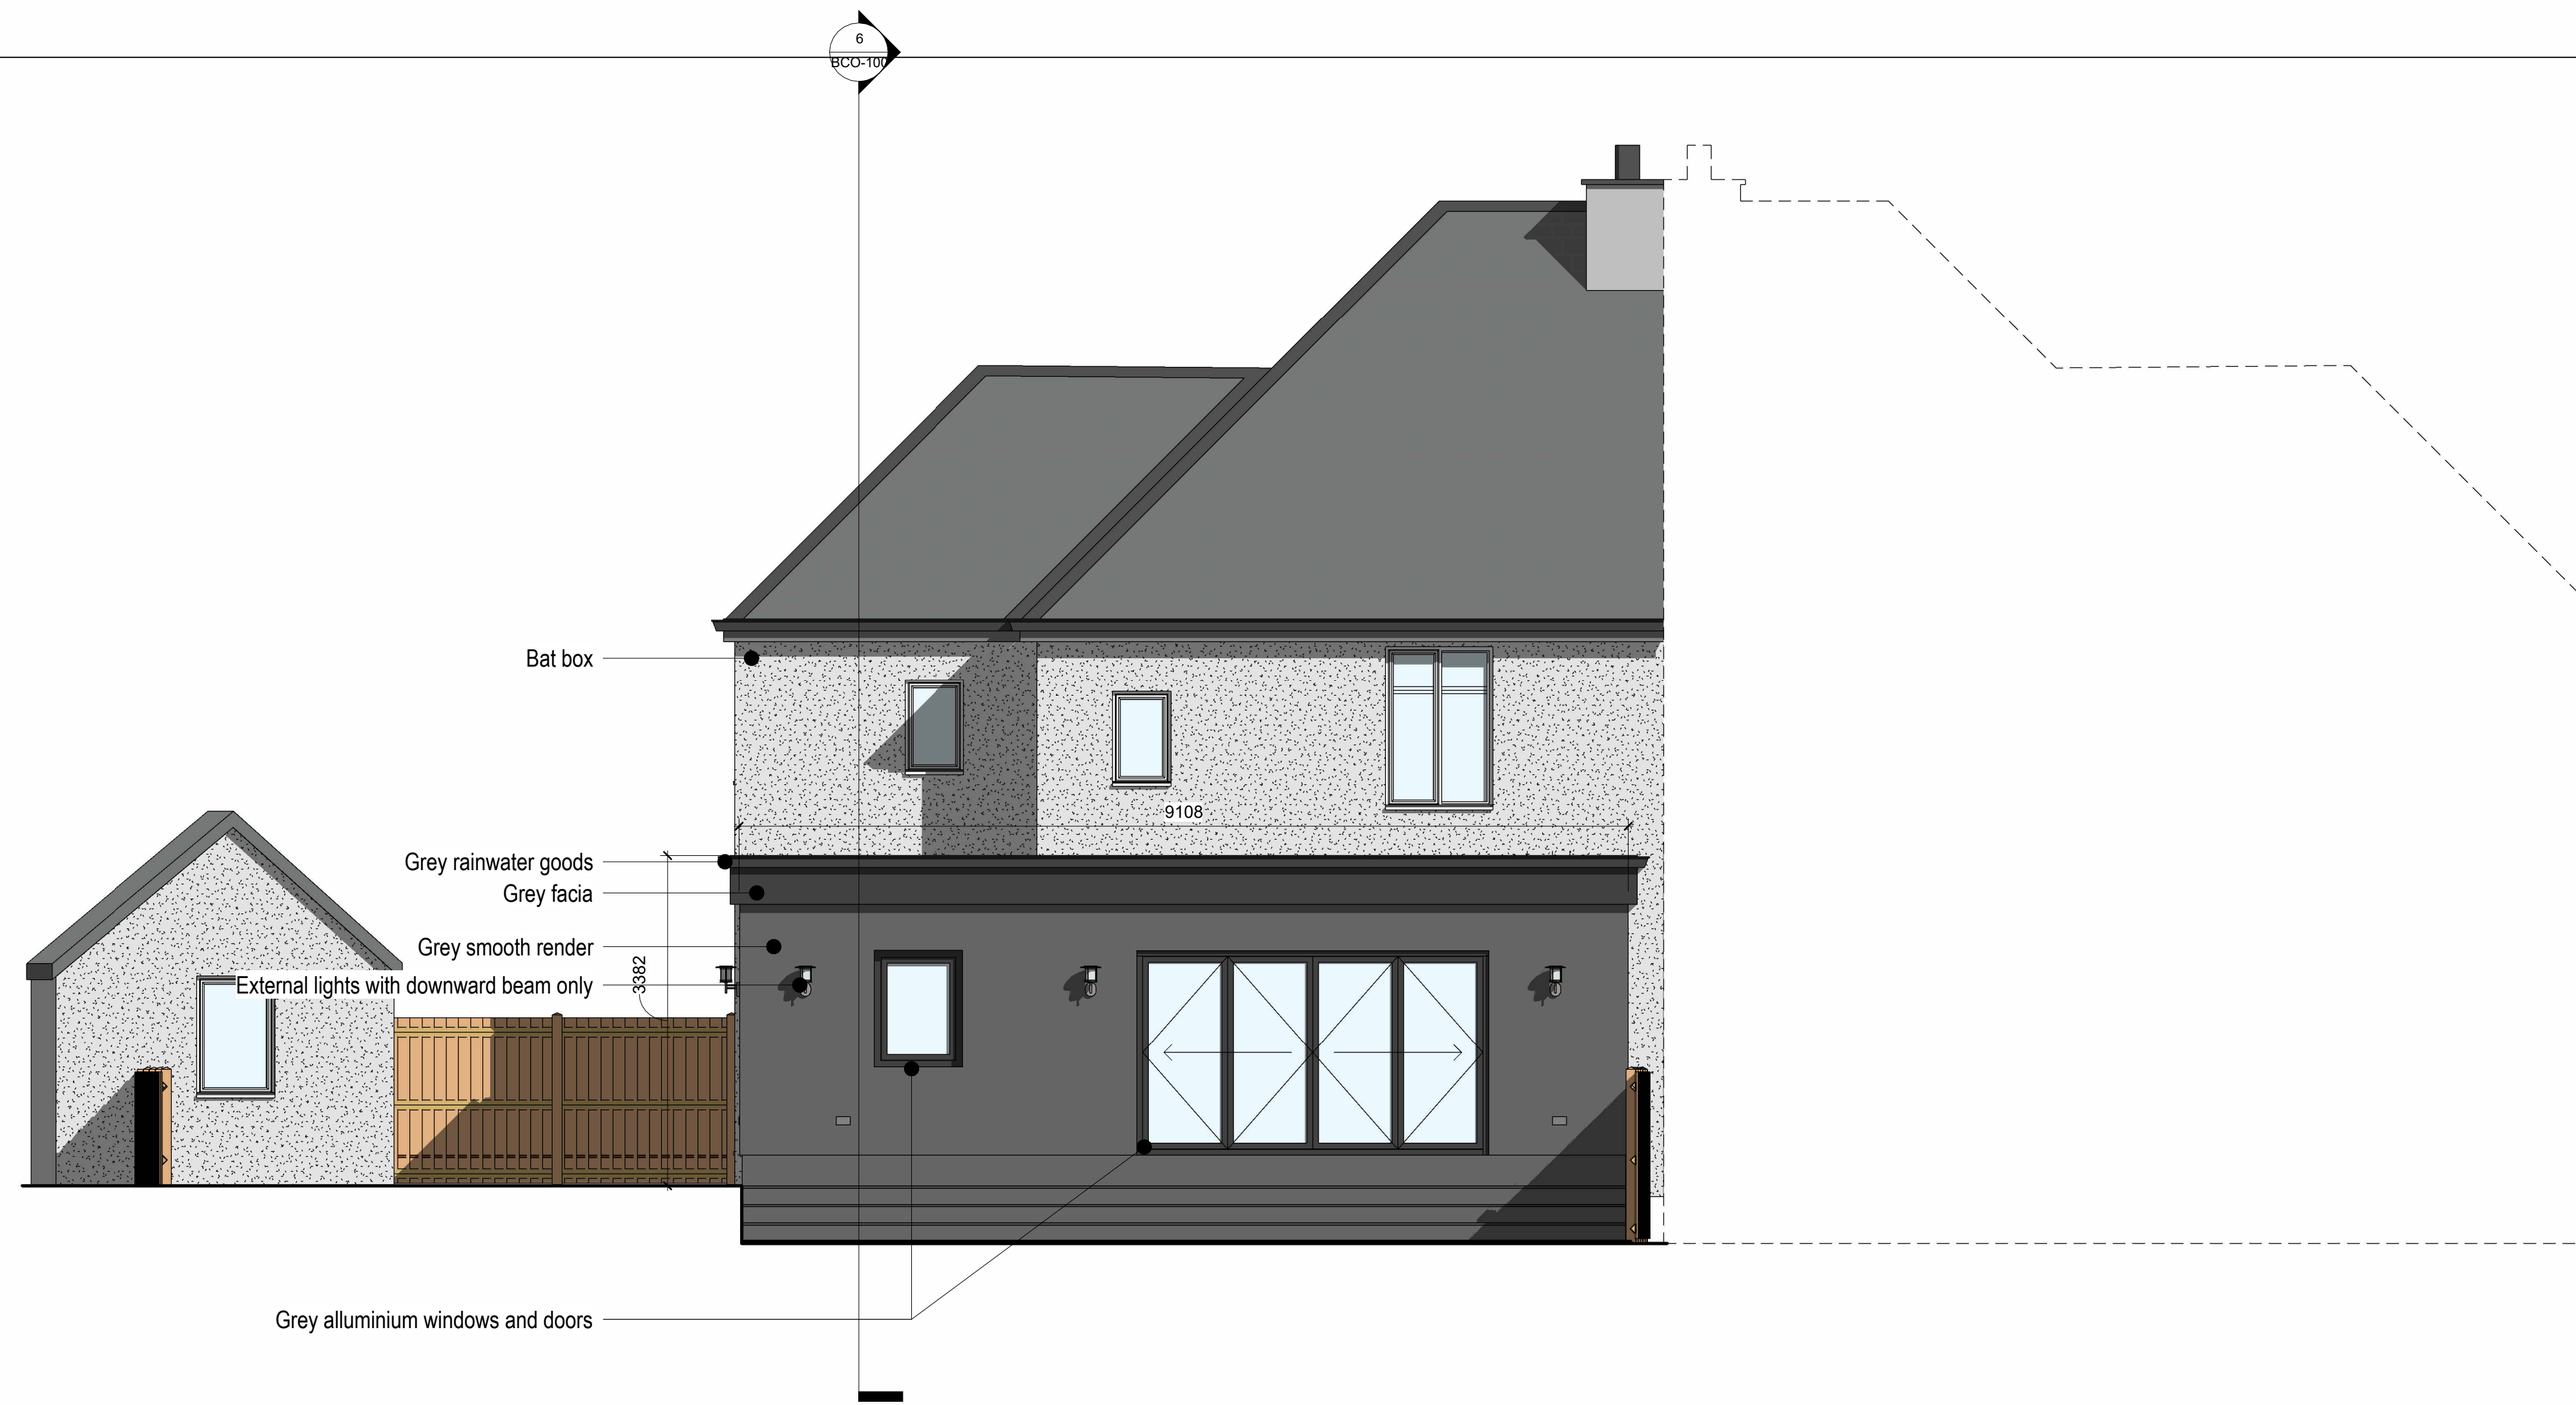 6
BCO-100
Bat box
9108
Grey rainwater goods
Grey facia
Grey smooth render
3382
External lights with downward beam only
Grey alluminium windows and doors